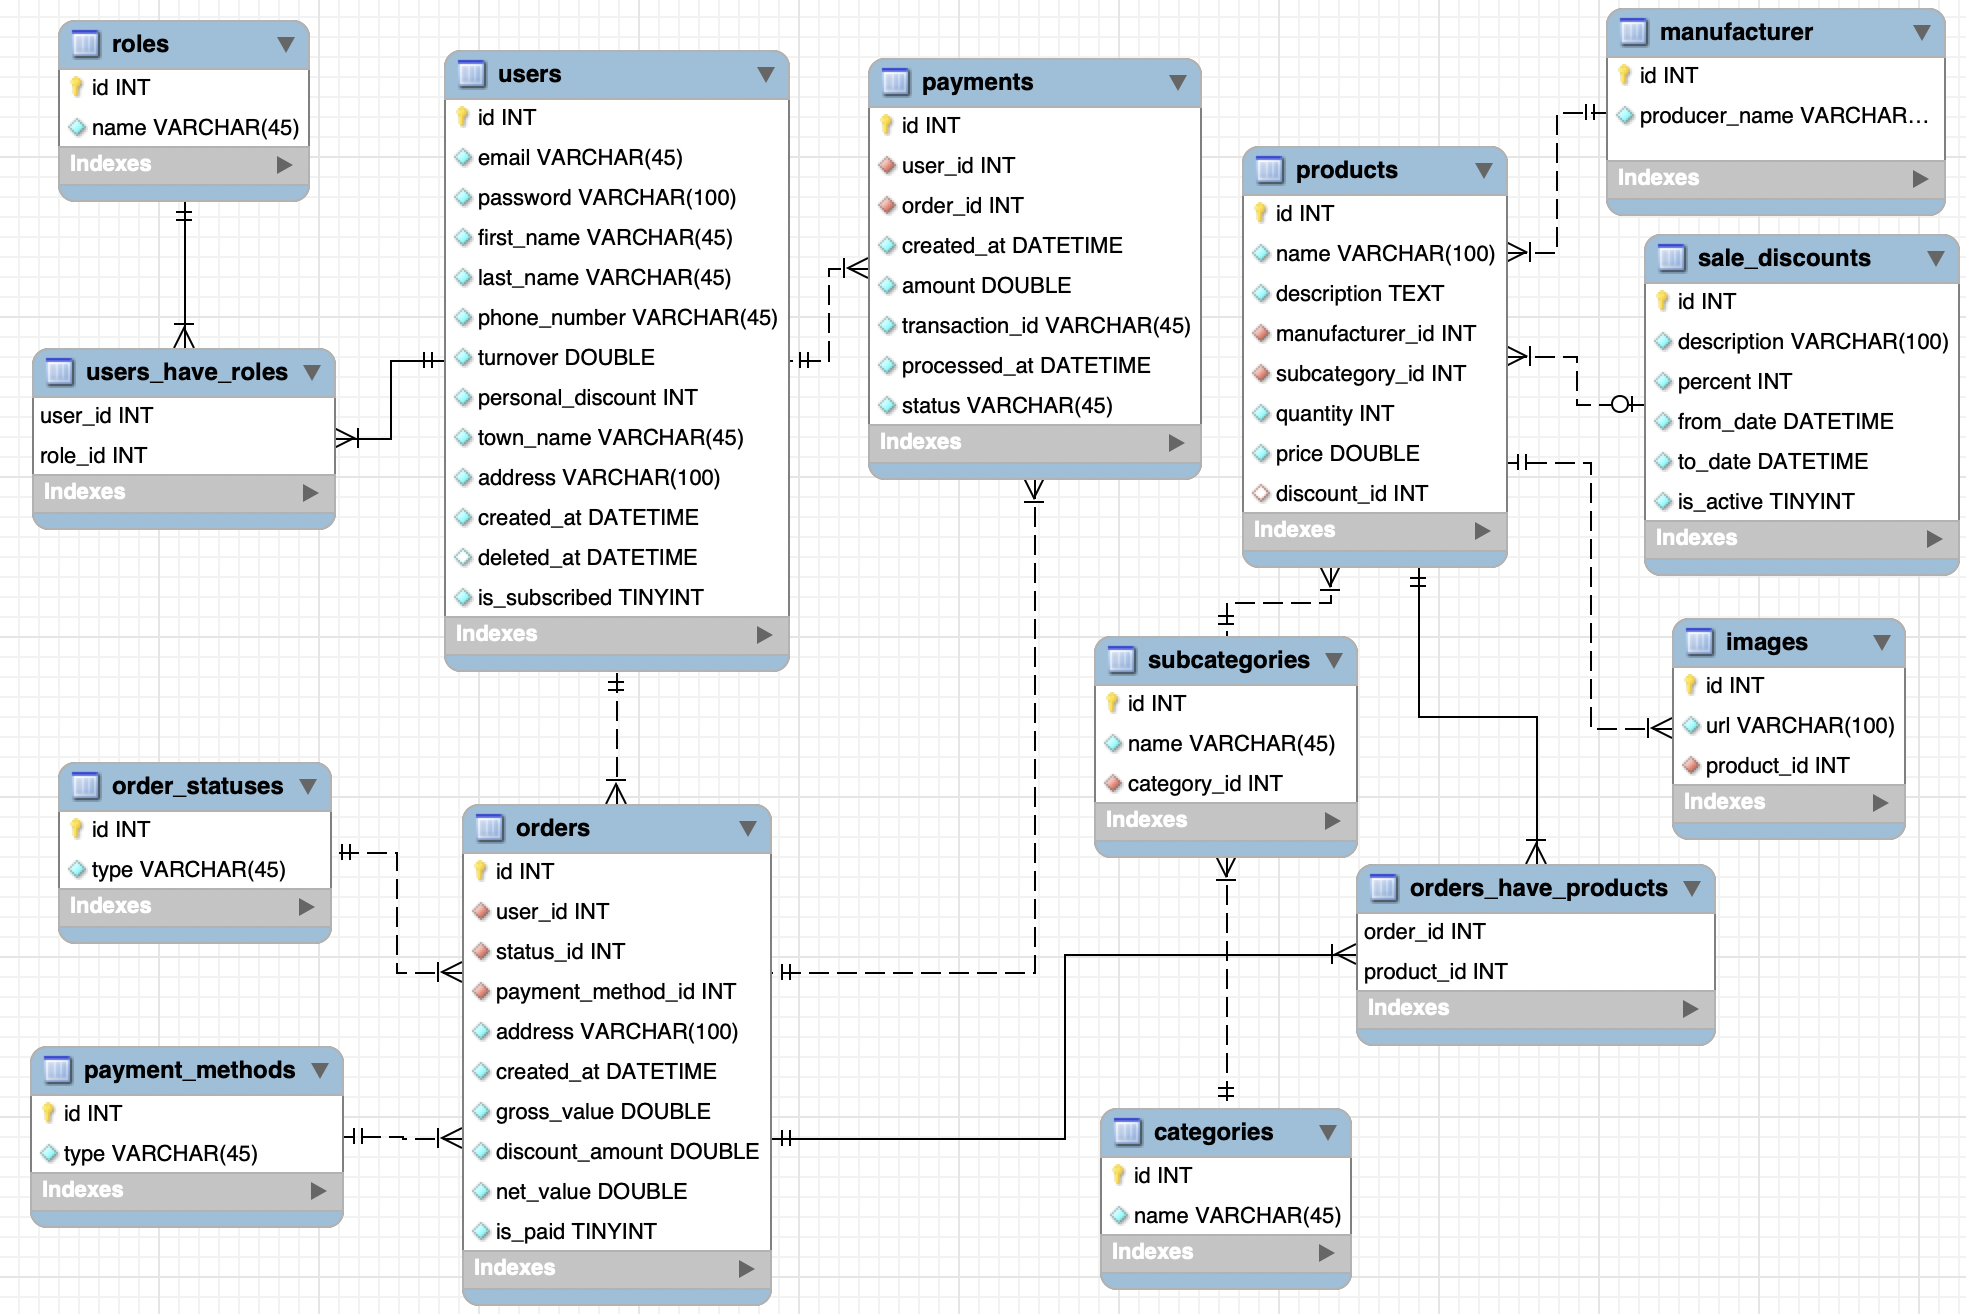 roles
id INT
name VARCHAR(45)
Indexes
users
id INT
email VARCHAR(45)
password VARCHAR(100)
first_name VARCHAR(45)
last_name VARCHAR(45)
phone_number VARCHAR(45)
turnover DOUBLE
personal_discount INT
town_name VARCHAR(45)
address VARCHAR(100)
created_at DATETIME
deleted_at DATETIME
is_subscribed TINYINT
Indexes
payments
id INT
user_id INT
order_id INT
created_at DATETIME
amount DOUBLE
transaction_id VARCHAR(45)
processed_at DATETIME
status VARCHAR(45)
Indexes
products
id INT
name VARCHAR(100)
description TEXT
manufacturer_id INT
subcategory_id INT
quantity INT
price DOUBLE
discount_id INT
Indexes
manufacturer
id INT
producer_name VARCHAR...
Indexes
sale_discounts
id INT
description VARCHAR(100)
percent INT
from_date DATETIME
to_date DATETIME
is_active TINYINT
Indexes
users_have_roles
user_id INT
role_id INT
Indexes
subcategories
id INT
name VARCHAR(45)
category_id INT
Indexes
images
id INT
url VARCHAR(100)
product_id INT
Indexes
order_statuses
id INT
type VARCHAR(45)
Indexes
orders
id INT
user_id INT
status_id INT
payment_method_id INT
address VARCHAR(100)
created_at DATETIME
gross_value DOUBLE
discount_amount DOUBLE
net_value DOUBLE
is_paid TINYINT
Indexes
orders_have_products
order_id INT
product_id INT
Indexes
payment_methods
id INT
type VARCHAR(45)
Indexes
categories
id INT
name VARCHAR(45)
Indexes